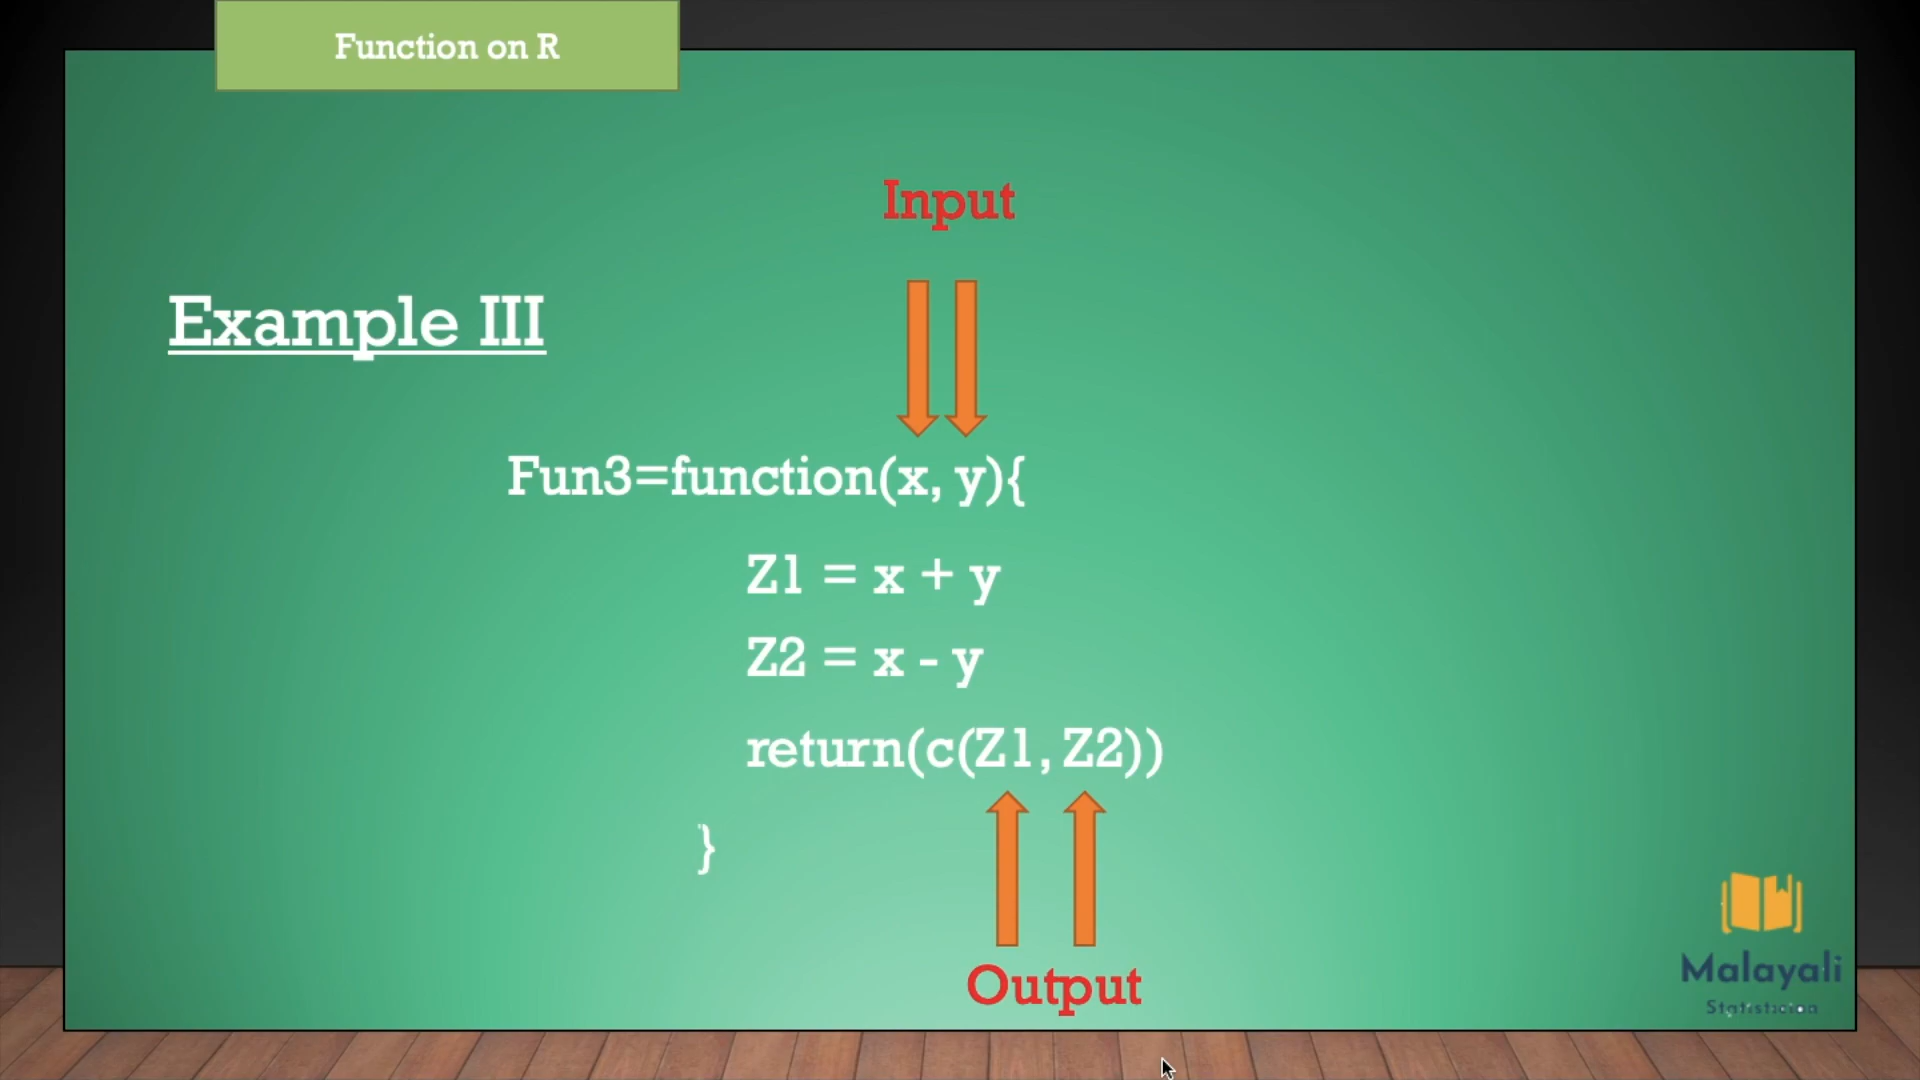 Function on R
Input
Example III
Fun3=function(x, y){
Z1 = x + y
Z2 = x - y
return(c(Z1, Z2))
}
Output
Malayali
Statistician